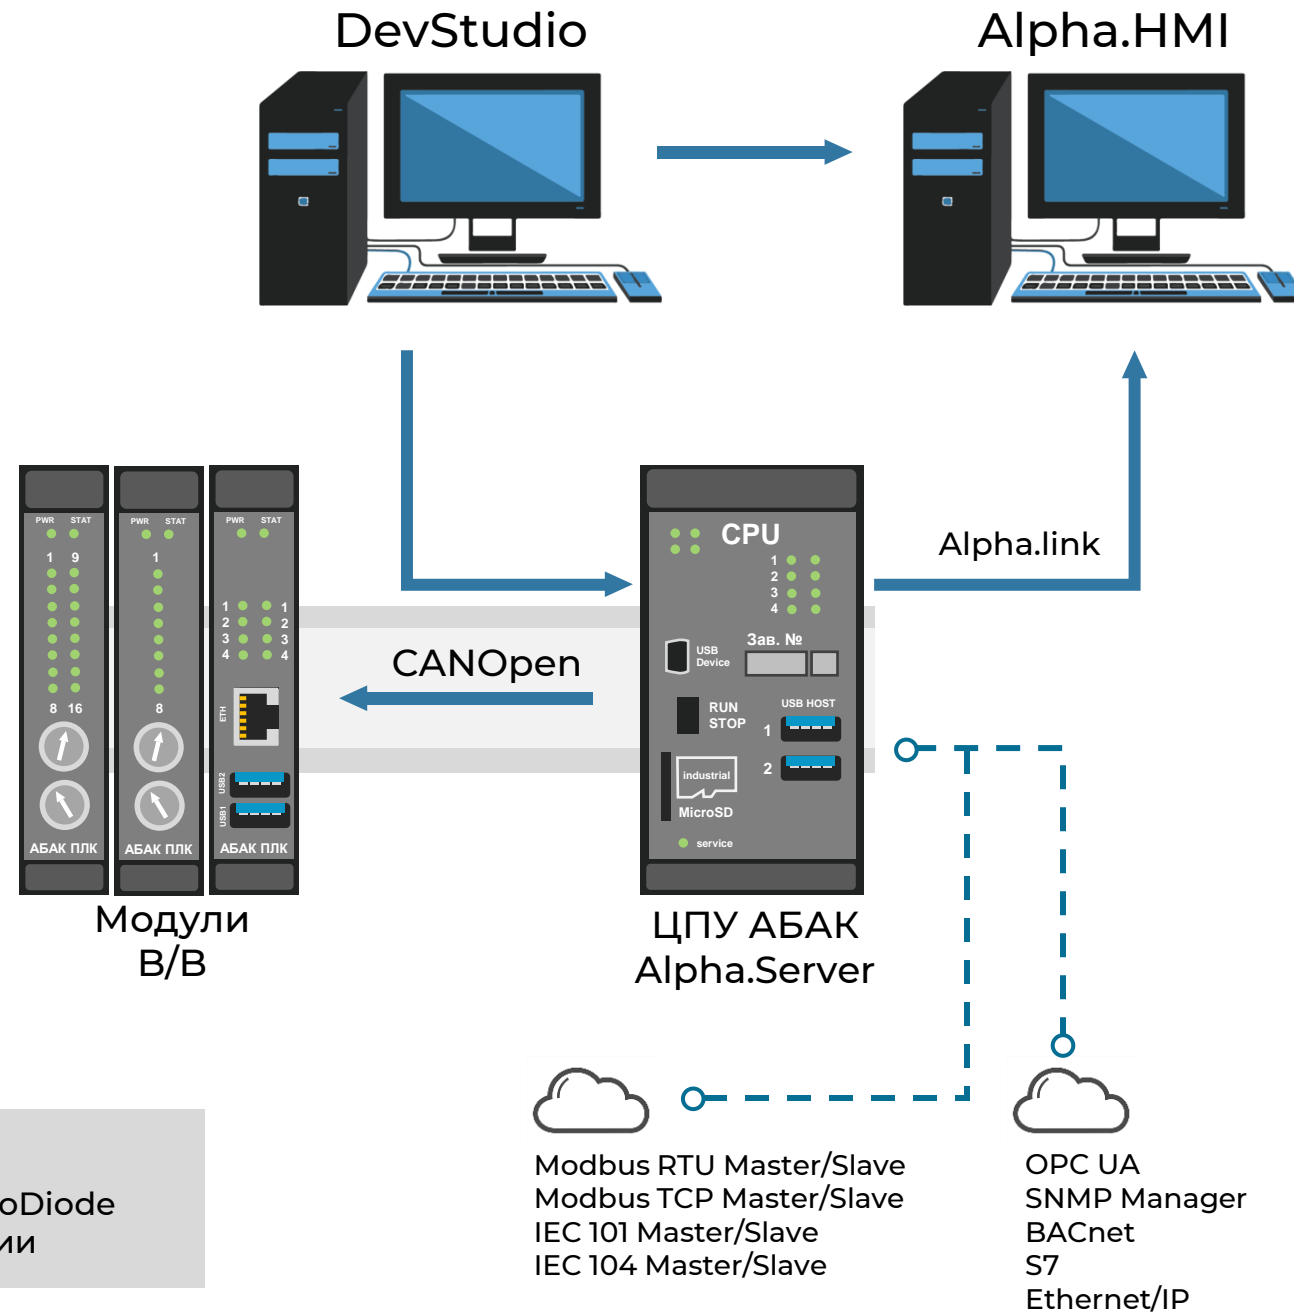 DevStudio
Alpha.HMI
Alpha.link
CANOpen
PWR STAT
1 9
8 16
АБАК ПЛК
PWR STAT
1
8
АБАК ПЛК
PWR STAT
1 1
2 2
3 3
4 4
ETH
USB2
USB1
АБАК ПЛК
Модули
В/В
CPU
1
2
3
4
USB
Device
Зав. №
RUN
STOP
USB HOST
1
2
industrial
MicroSD
service
ЦПУ АБАК
Alpha.Server
oDiode
ии
Modbus RTU Master/Slave
Modbus TCP Master/Slave
IEC 101 Master/Slave
IEC 104 Master/Slave
OPC UA
SNMP Manager
BACnet
S7
Ethernet/IP